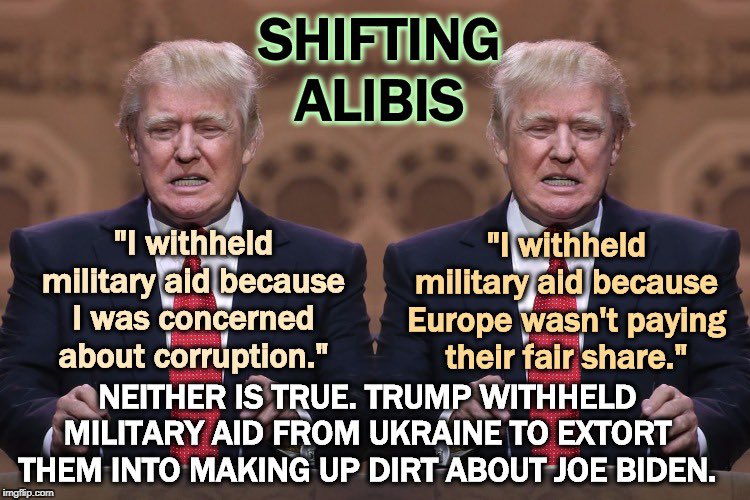 SHIFTING
ALIBIS
"I withheld
military aid because
I was concerned
about corruption."
"I withheld
military aid because
Europe wasn't paying
their fair share."
NEITHER IS TRUE. TRUMP WITHHELD
MILITARY AID FROM UKRAINE TO EXTORT
THEM INTO MAKING UP DIRT ABOUT JOE BIDEN.
imgflip.com